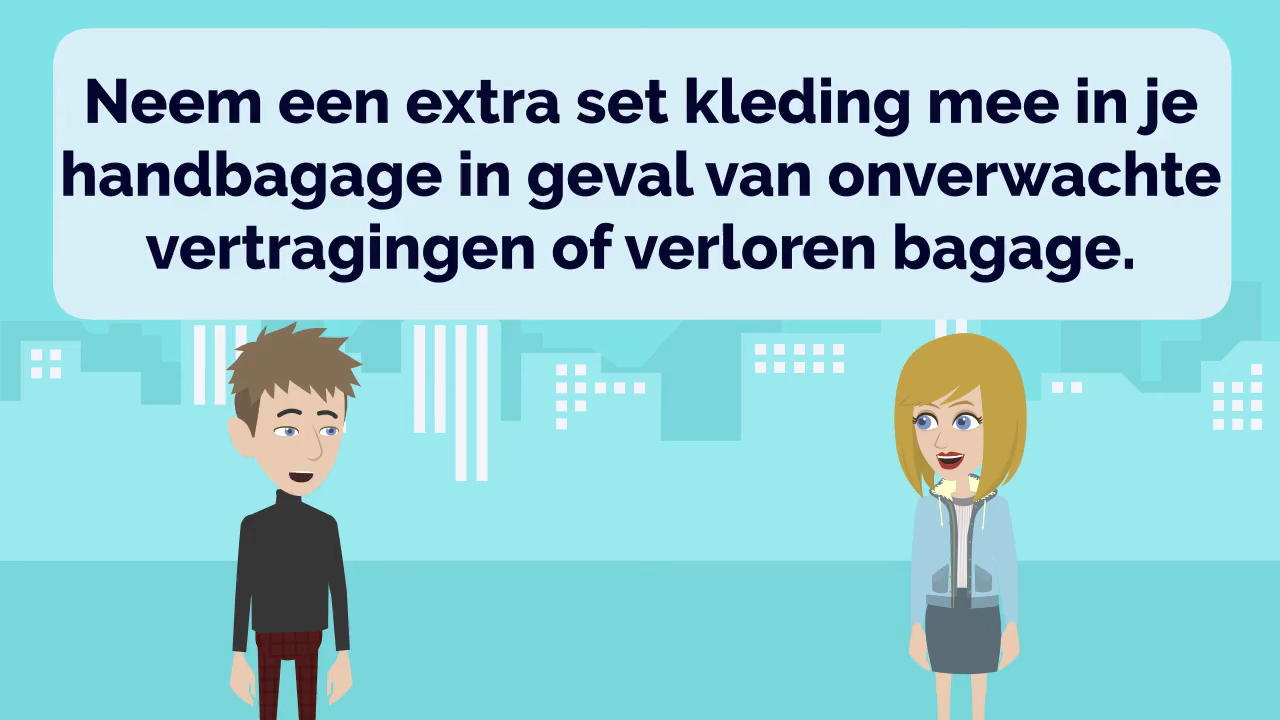 Neem een extra set kleding mee in je
handbagage in geval van onverwachte
vertragingen of verloren bagage.